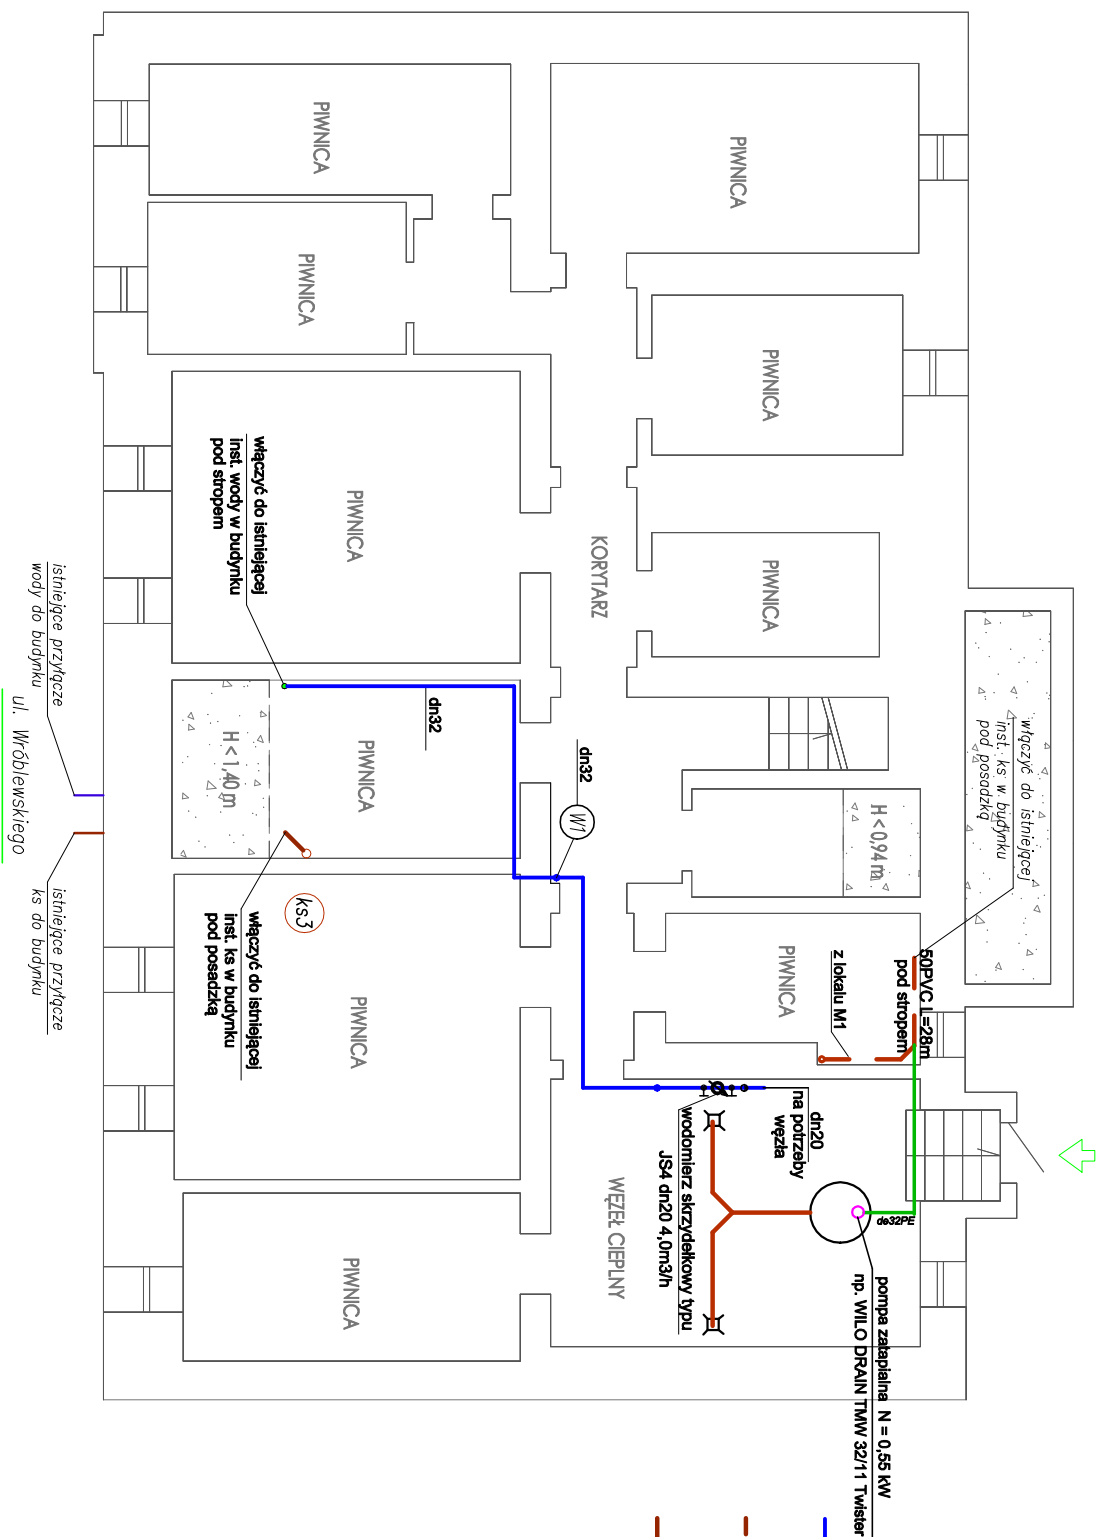 PIWNICA
PIWNICA
PIWNICA
PIWNICA
PIWNICA
PIWNICA
KORYTARZ
włączyć do istniejącej
inst. wody w budynku
pod stropem
istniejące przyłącze
wody do budynku
ul. Wróblewskiego
istniejące przyłącze
ks do budynku
dn32
PIWNICA
H < 1,40 m
dn32
W1
ks3
włączyć do istniejącej
inst. ks w budynku
pod posadzką
H < 0,94 m
włączyć do istniejącej
inst. ks w budynku
pod posadzką
PIWNICA
z lokalu M1
50PVC L=28m
pod stropem
PIWNICA
dn20
na potrzeby
węzła
wodomierz skrzydełkowy typu
JS4 dn20 4,0m3/h
WĘZEŁ CIEPLNY
de32PE
pompa zatapialna N = 0,55 kW
np. WILO DRAIN TMW 32/11 Twister
PIWNICA